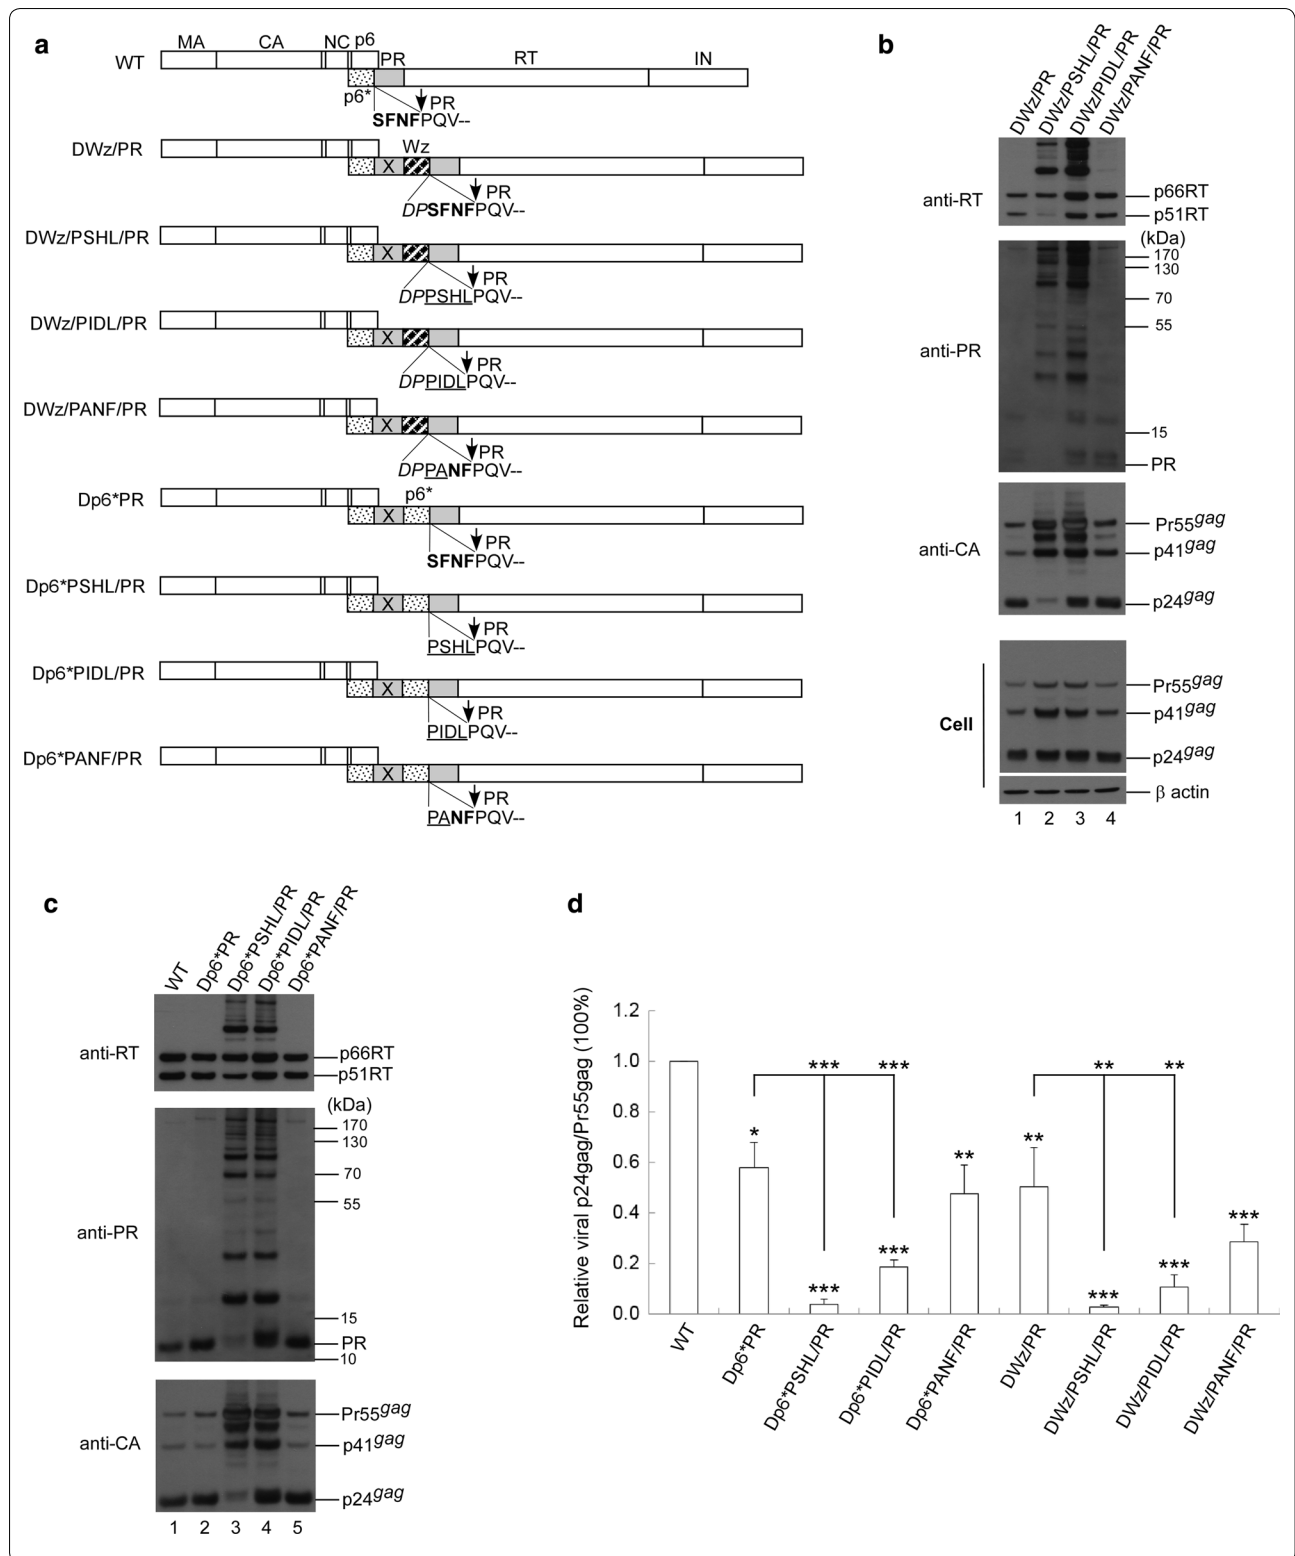 a
MA CA NC p6
WT PR RT IN
p6*
PR
SFNFPQV--
DWz/PR Wz
X
PR
DPSFNFPQV--
DWz/PSHL/PR
X
PR
DPPSHLPQV--
DWz/PIDL/PR
X
PR
DPPIDLPQV--
DWz/PANF/PR
X
PR
DPPANFPQV--
Dp6*PR p6*
X
PR
SFNFPQV--
Dp6*PSHL/PR
X
PR
PSHLPQV--
Dp6*PIDL/PR
X
PR
PIDLPQV--
Dp6*PANF/PR
X
PR
PANFPQV--
b
DWz/PR
DWz/PSHL/PR
DWz/PIDL/PR
DWz/PANF/PR
anti-RT
p66RT
p51RT
(kDa)
170
130
70
55
anti-PR
15
PR
anti-CA
Pr55gag
p41gag
p24gag
Cell
Pr55gag
p41gag
p24gag
β actin
1 2 3 4
c
WT
Dp6*PR
Dp6*PSHL/PR
Dp6*PIDL/PR
Dp6*PANF/PR
anti-RT
p66RT
p51RT
(kDa)
170
130
70
55
anti-PR
15
PR
10
anti-CA
Pr55gag
p41gag
p24gag
1 2 3 4 5
d
Relative viral p24gag/Pr55gag (100%)
1.2
1.0
0.8
0.6
0.4
0.2
0.0
*** *** ** **
* ** **
*** *** *** *** ***
WT
Dp6*PR
Dp6*PSHL/PR
Dp6*PIDL/PR
Dp6*PANF/PR
DWz/PR
DWz/PSHL/PR
DWz/PIDL/PR
DWz/PANF/PR